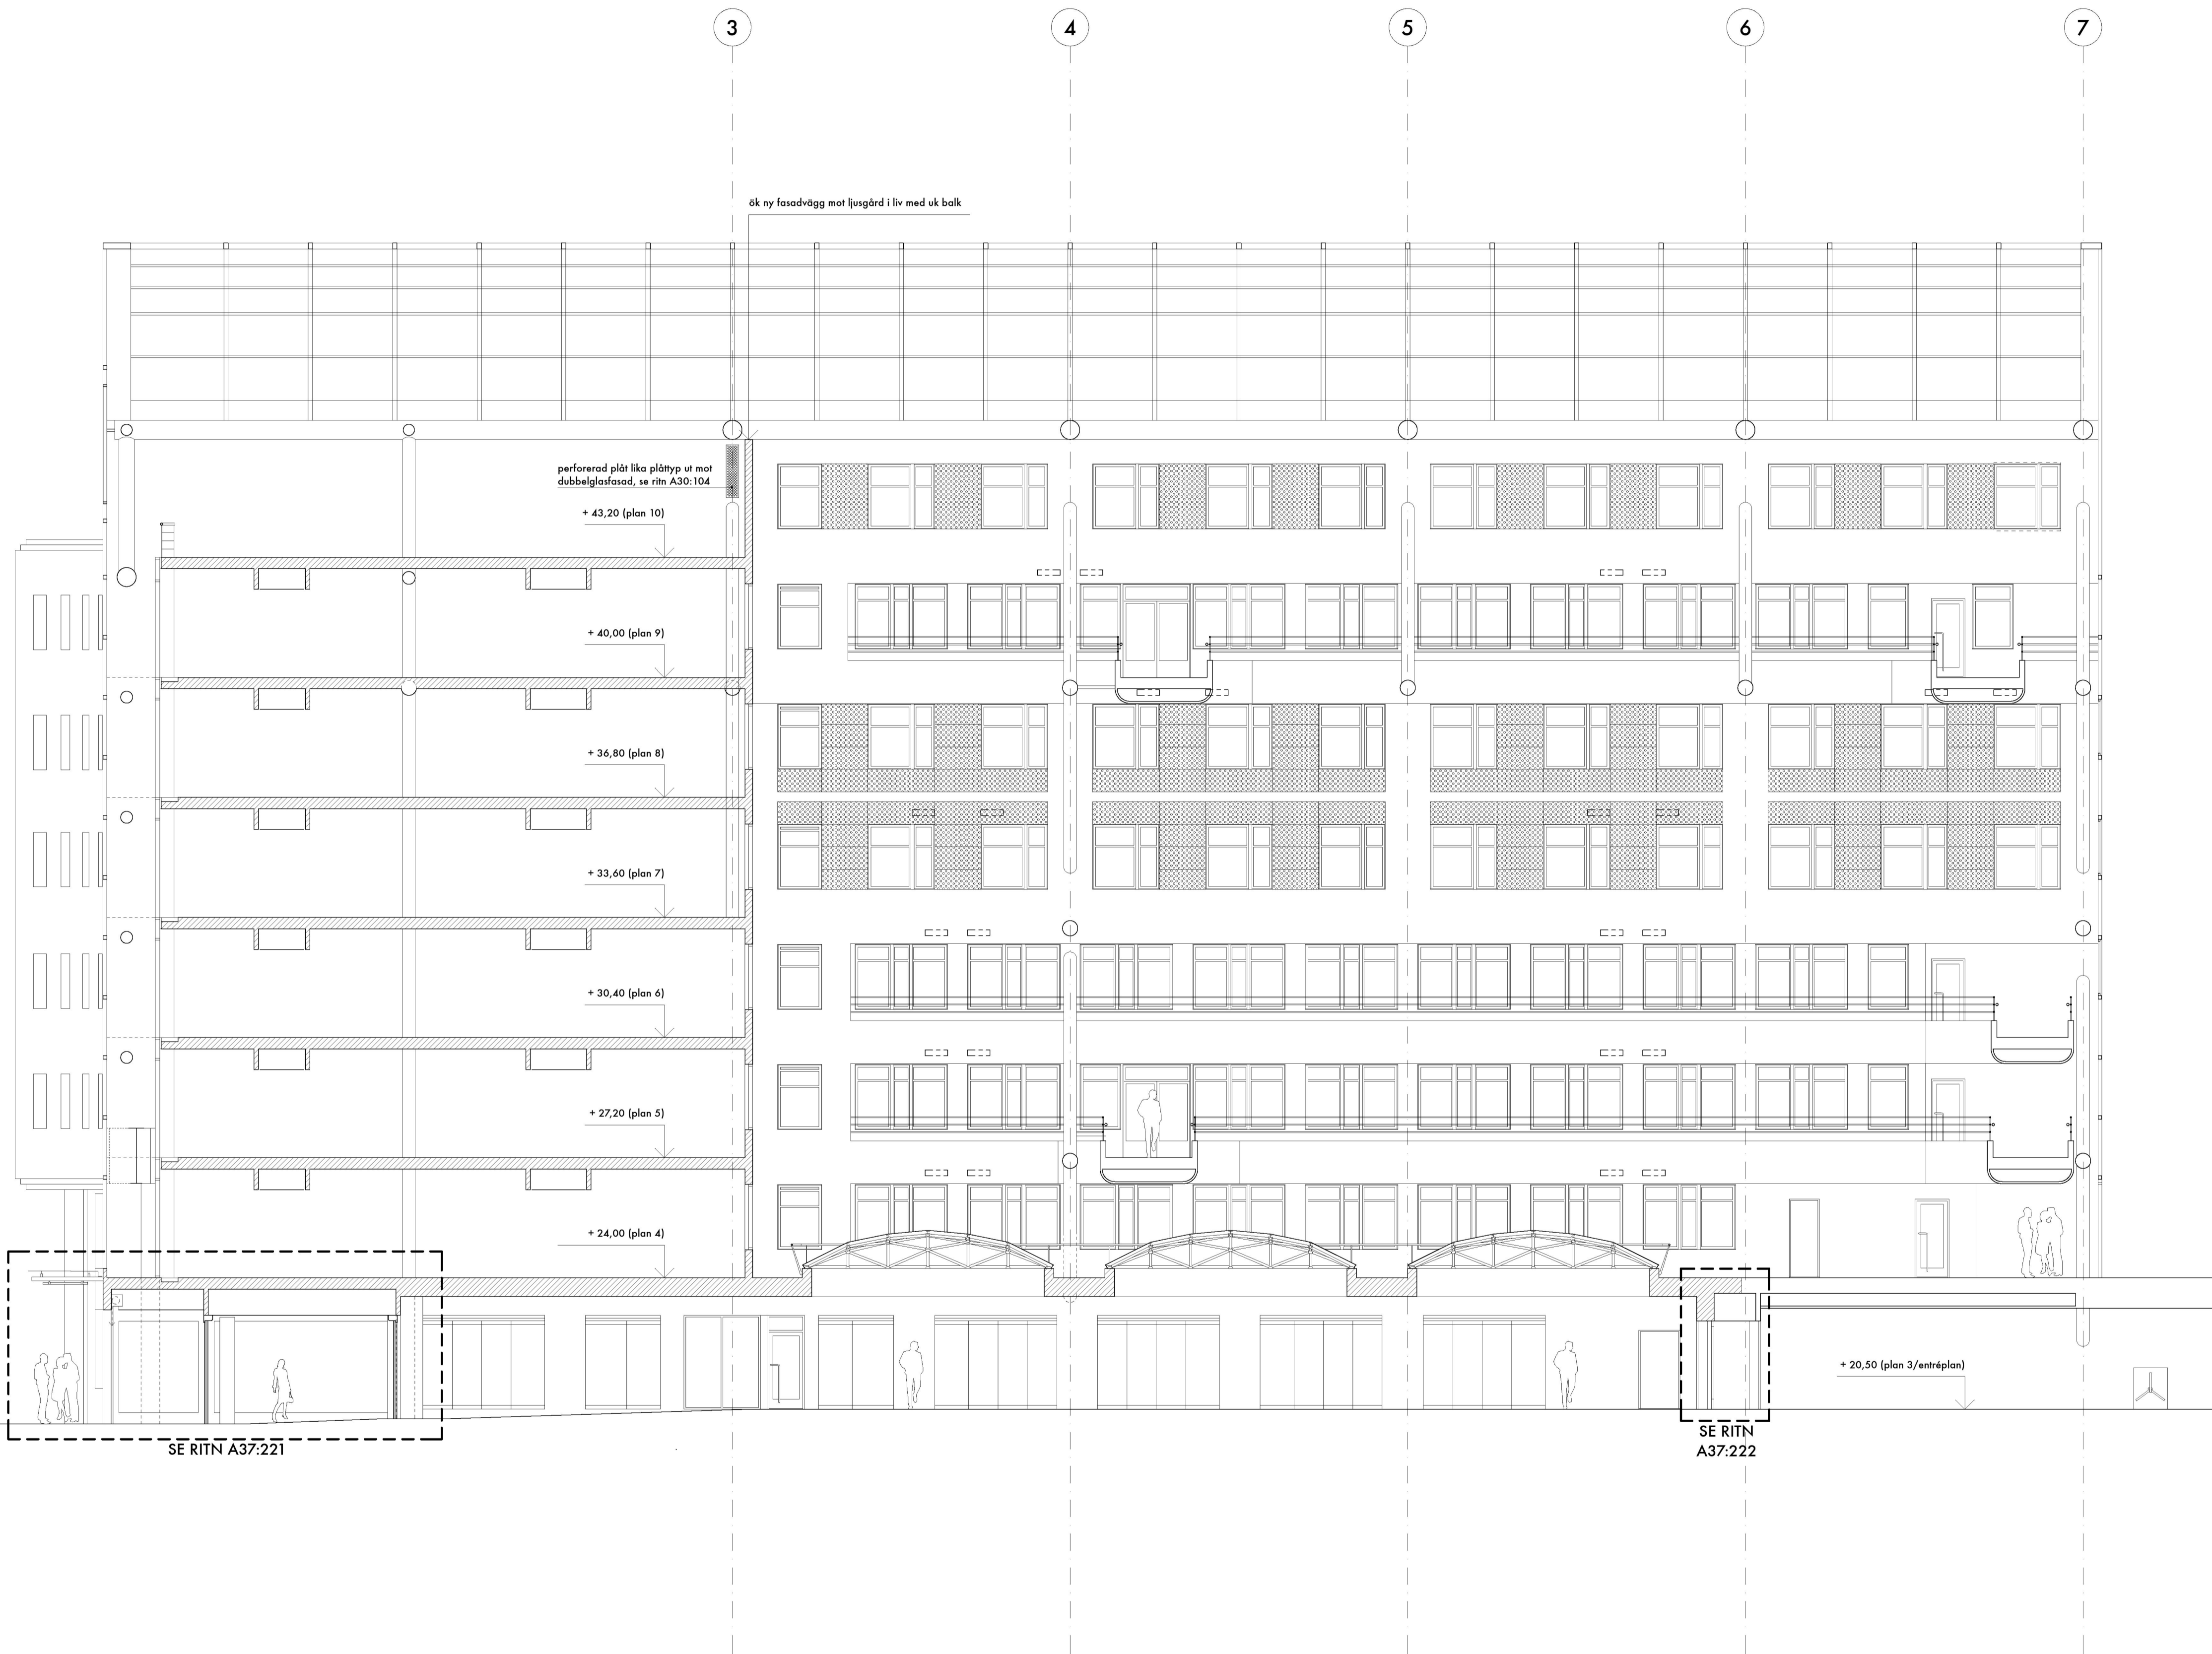 3 4 5 6 7
ök ny fasadvägg mot ljusgård i liv med uk balk
perforerad plåt lika plåttyp ut mot
dubbelglasfasad, se ritn A30:104
+ 43,20 (plan 10)
+ 40,00 (plan 9)
+ 36,80 (plan 8)
+ 33,60 (plan 7)
+ 30,40 (plan 6)
+ 27,20 (plan 5)
+ 24,00 (plan 4)
+ 20,50 (plan 3/entréplan)
SE RITN A37:221
SE RITN
A37:222